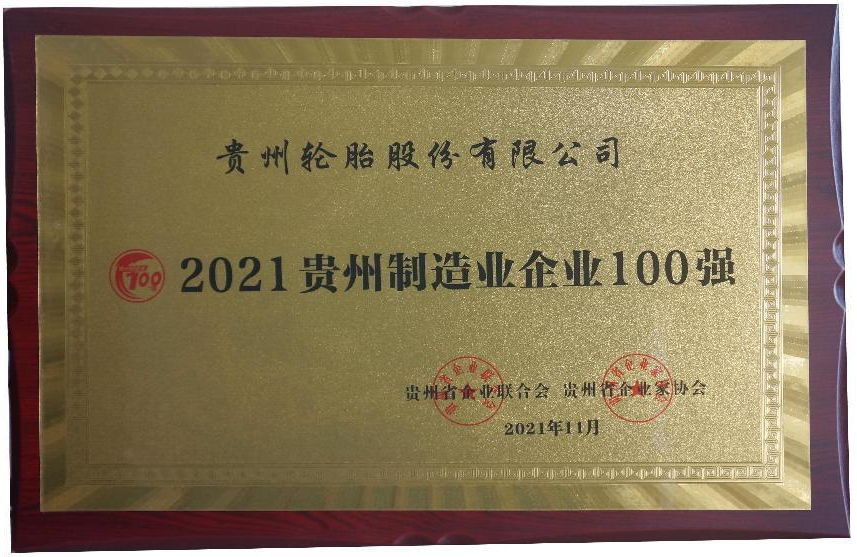 贵州轮胎股份有限公司
100
2021贵州制造业企业100强
贵州省企业联合会 贵州省企业家协会
2021年11月